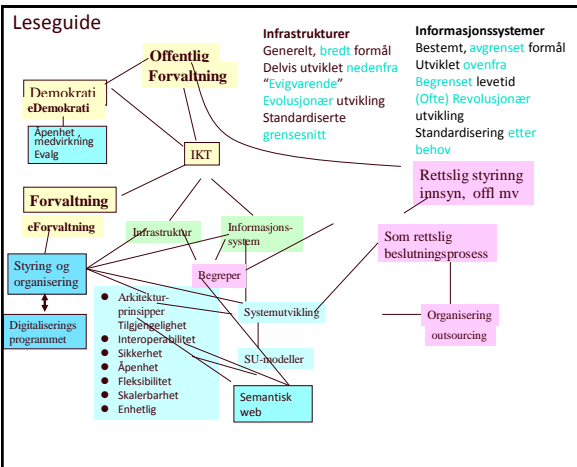 Leseguide
Infrastrukturer
Generelt, bredt formål
Delvis utviklet nedenfra
“Evigvarende”
Evolusjonær utvikling
Standardiserte
grensesnitt
Informasjonssystemer
Bestemt, avgrenset formål
Utviklet ovenfra
Begrenset levetid
(Ofte) Revolusjonær
utvikling
Standardisering etter
behov
Offentlig
Forvaltning
Demokrati
eDemokrati
Åpenhet ,
medvirkning
Evalg
IKT
Rettslig styrinng
innsyn, offl mv
Forvaltning
eForvaltning
Infrastruktur
Informasjons-
system
Som rettslig
beslutningsprosess
Styring og
organisering
Begreper
Digitaliserings
programmet
Arkitektur-
prinsipper
Tilgjengelighet
Interoperabilitet
Sikkerhet
Åpenhet
Fleksibilitet
Skalerbarhet
Enhetlig
Systemutvikling
SU-modeller
Semantisk
web
Organisering
outsourcing